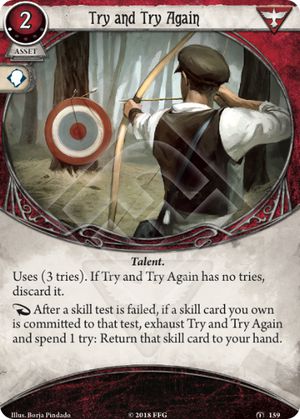 2
Try and Try Again
ASSET
Talent.
Uses (3 tries). If Try and Try Again has no tries,
discard it.
After a skill test is failed, if a skill card you own
is committed to that test, exhaust Try and Try Again
and spend 1 try: Return that skill card to your hand.
Illus. Borja Pindado
© 2018 FFG
159